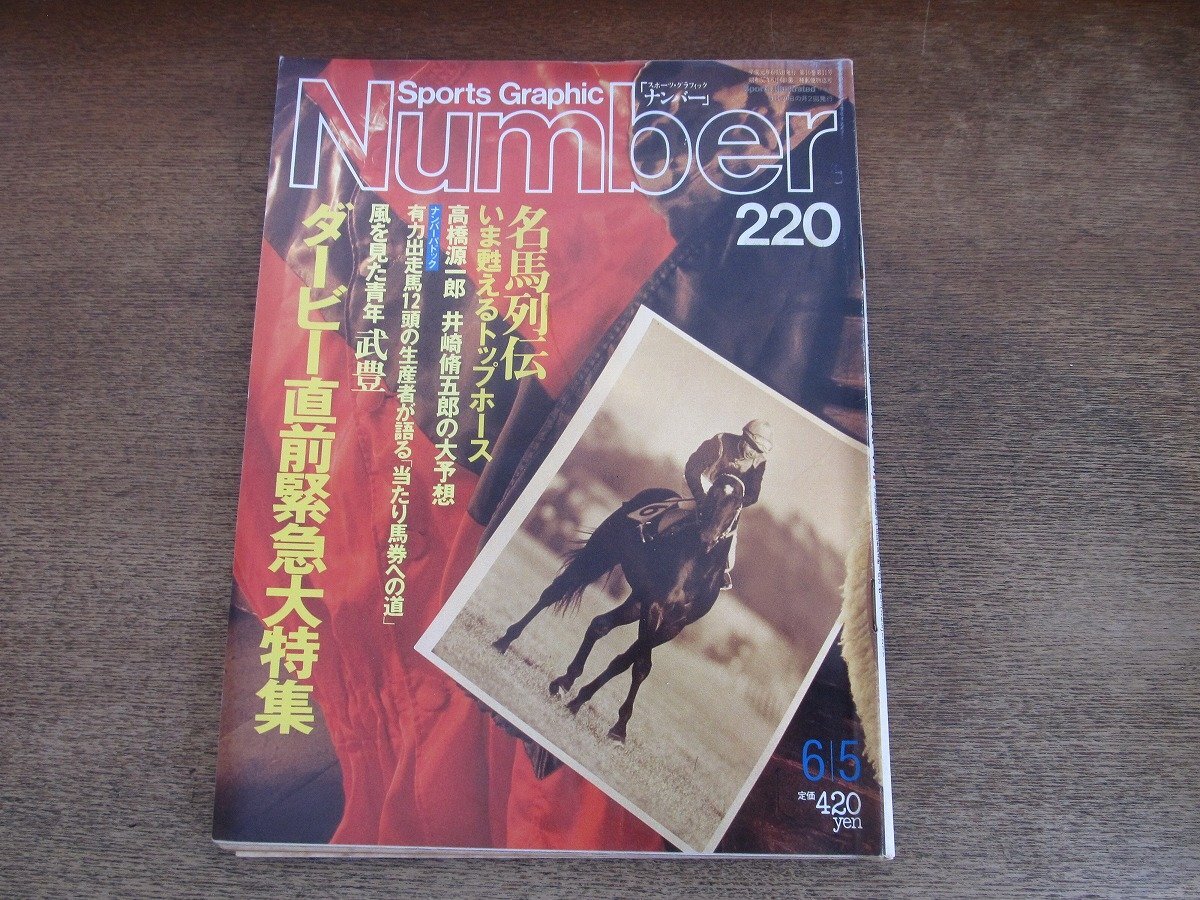 Sports Graphic
スポーツ・グラフィック
「ナンバー」
Number
220
名馬列伝
いま甦えるトップホース
高橋源一郎 井崎脩五郎の大予想
ナンバーパドック
有力出走馬12頭の生産者が語る「当たり馬券への道」
風を見た青年 武豊
ダービー直前緊急大特集
6|5
定価420
yen